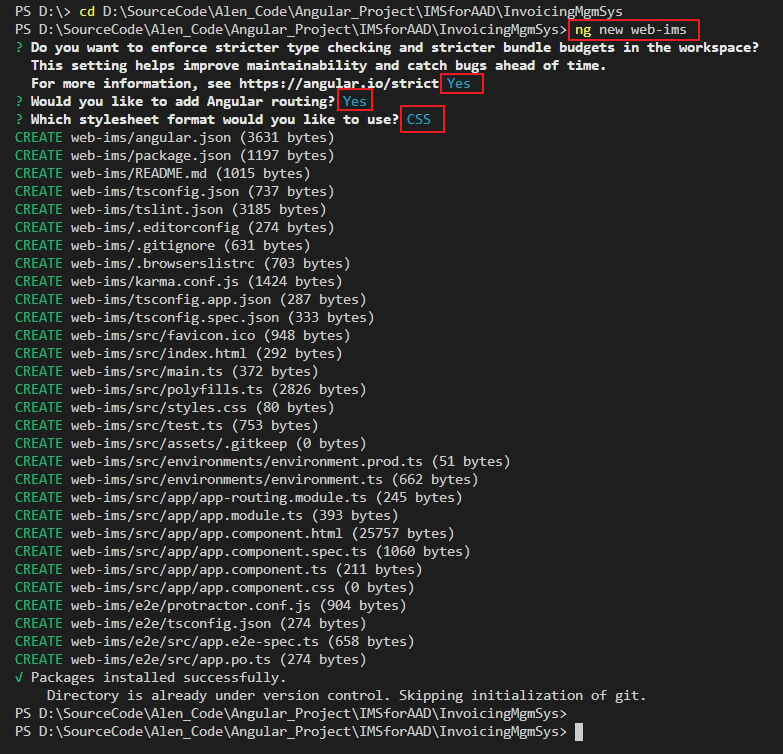 PS D:\> cd D:\SourceCode\Alen_Code\Angular_Project\IMSforAAD\InvoicingMgmSys
PS D:\SourceCode\Alen_Code\Angular_Project\IMSforAAD\InvoicingMgmSys> ng new web-ims
? Do you want to enforce stricter type checking and stricter bundle budgets in the workspace?
  This setting helps improve maintainability and catch bugs ahead of time.
  For more information, see https://angular.io/strict Yes
? Would you like to add Angular routing? Yes
? Which stylesheet format would you like to use? CSS
CREATE web-ims/angular.json (3631 bytes)
CREATE web-ims/package.json (1197 bytes)
CREATE web-ims/README.md (1015 bytes)
CREATE web-ims/tsconfig.json (737 bytes)
CREATE web-ims/tslint.json (3185 bytes)
CREATE web-ims/.editorconfig (274 bytes)
CREATE web-ims/.gitignore (631 bytes)
CREATE web-ims/.browserslistrc (703 bytes)
CREATE web-ims/karma.conf.js (1424 bytes)
CREATE web-ims/tsconfig.app.json (287 bytes)
CREATE web-ims/tsconfig.spec.json (333 bytes)
CREATE web-ims/src/favicon.ico (948 bytes)
CREATE web-ims/src/index.html (292 bytes)
CREATE web-ims/src/main.ts (372 bytes)
CREATE web-ims/src/polyfills.ts (2826 bytes)
CREATE web-ims/src/styles.css (80 bytes)
CREATE web-ims/src/test.ts (753 bytes)
CREATE web-ims/src/assets/.gitkeep (0 bytes)
CREATE web-ims/src/environments/environment.prod.ts (51 bytes)
CREATE web-ims/src/environments/environment.ts (662 bytes)
CREATE web-ims/src/app/app-routing.module.ts (245 bytes)
CREATE web-ims/src/app/app.module.ts (393 bytes)
CREATE web-ims/src/app/app.component.html (25757 bytes)
CREATE web-ims/src/app/app.component.spec.ts (1060 bytes)
CREATE web-ims/src/app/app.component.ts (211 bytes)
CREATE web-ims/src/app/app.component.css (0 bytes)
CREATE web-ims/e2e/protractor.conf.js (904 bytes)
CREATE web-ims/e2e/tsconfig.json (274 bytes)
CREATE web-ims/e2e/src/app.e2e-spec.ts (658 bytes)
CREATE web-ims/e2e/src/app.po.ts (274 bytes)
√ Packages installed successfully.
    Directory is already under version control. Skipping initialization of git.
PS D:\SourceCode\Alen_Code\Angular_Project\IMSforAAD\InvoicingMgmSys>
PS D:\SourceCode\Alen_Code\Angular_Project\IMSforAAD\InvoicingMgmSys>